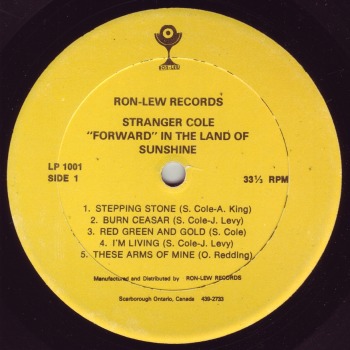 RON-LEW
RON-LEW RECORDS
STRANGER COLE
"FORWARD" IN THE LAND OF
SUNSHINE
LP 1001
SIDE 1
33⅓ RPM
1. STEPPING STONE (S. Cole-A. King)
2. BURN CEASAR (S. Cole-J. Levy)
3. RED GREEN AND GOLD (S. Cole)
4. I'M LIVING (S. Cole-J. Levy)
5. THESE ARMS OF MINE (O. Redding)
Manufactured and Distributed by RON-LEW RECORDS
Scarborough Ontario, Canada 439-2733